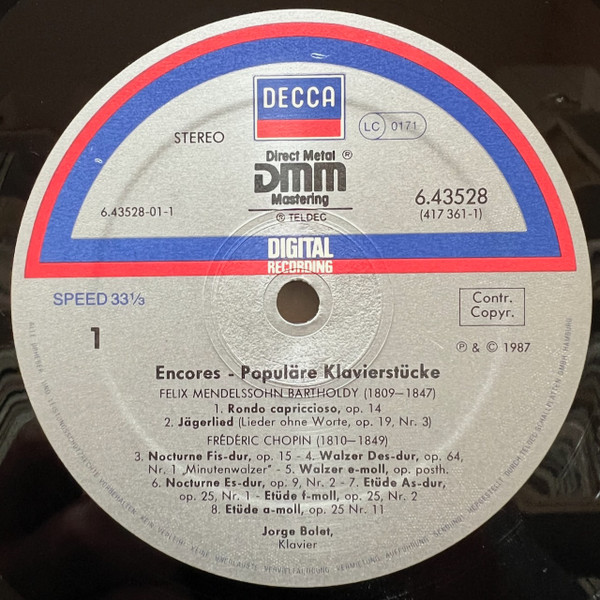 DECCA
LC 0171
STEREO
Direct Metal ®
DMM
Mastering
® TELDEC
6.43528-01-1
6.43528
(417 361-1)
DIGITAL
RECORDING
SPEED 33⅓
Contr.
Copyr.
1
℗ & © 1987
Encores - Populäre Klavierstücke
FELIX MENDELSSOHN BARTHOLDY (1809—1847)
1. Rondo capriccioso, op. 14
2. Jägerlied (Lieder ohne Worte, op. 19, Nr. 3)
FRÉDÉRIC CHOPIN (1810—1849)
3. Nocturne Fis-dur, op. 15 - 4. Walzer Des-dur, op. 64,
Nr. 1 „Minutenwalzer" - 5. Walzer e-moll, op. posth.
6. Nocturne Es-dur, op. 9, Nr. 2 - 7. Etüde As-dur,
op. 25, Nr. 1 - Etüde f-moll, op. 25, Nr. 2
8. Etüde a-moll, op. 25 Nr. 11
Jorge Bolet,
Klavier